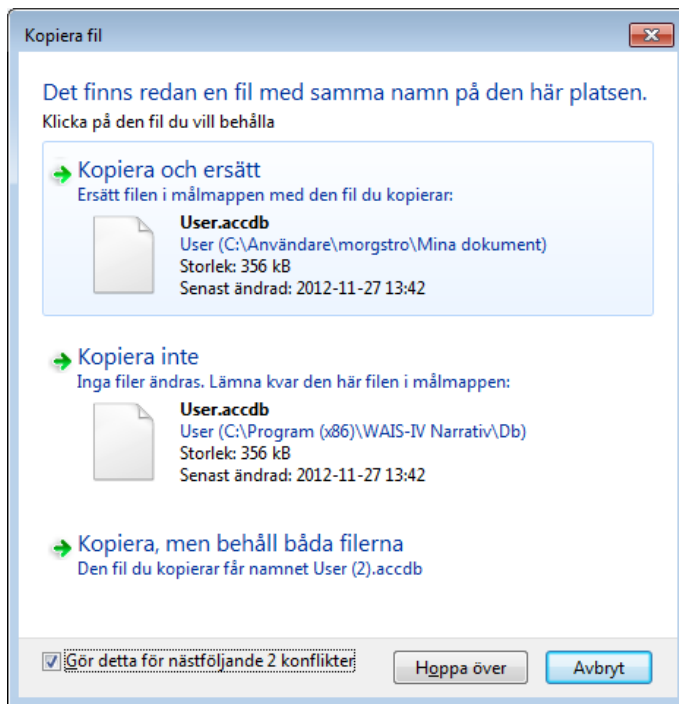 Kopiera fil
Det finns redan en fil med samma namn på den här platsen.
Klicka på den fil du vill behålla
Kopiera och ersätt
Ersätt filen i målmappen med den fil du kopierar:
User.accdb
User (C:\Användare\morgstro\Mina dokument)
Storlek: 356 kB
Senast ändrad: 2012-11-27 13:42
Kopiera inte
Inga filer ändras. Lämna kvar den här filen i målmappen:
User.accdb
User (C:\Program (x86)\WAIS-IV Narrativ\Db)
Storlek: 356 kB
Senast ändrad: 2012-11-27 13:42
Kopiera, men behåll båda filerna
Den fil du kopierar får namnet User (2).accdb
Gör detta för nästföljande 2 konflikter
Hoppa över
Avbryt